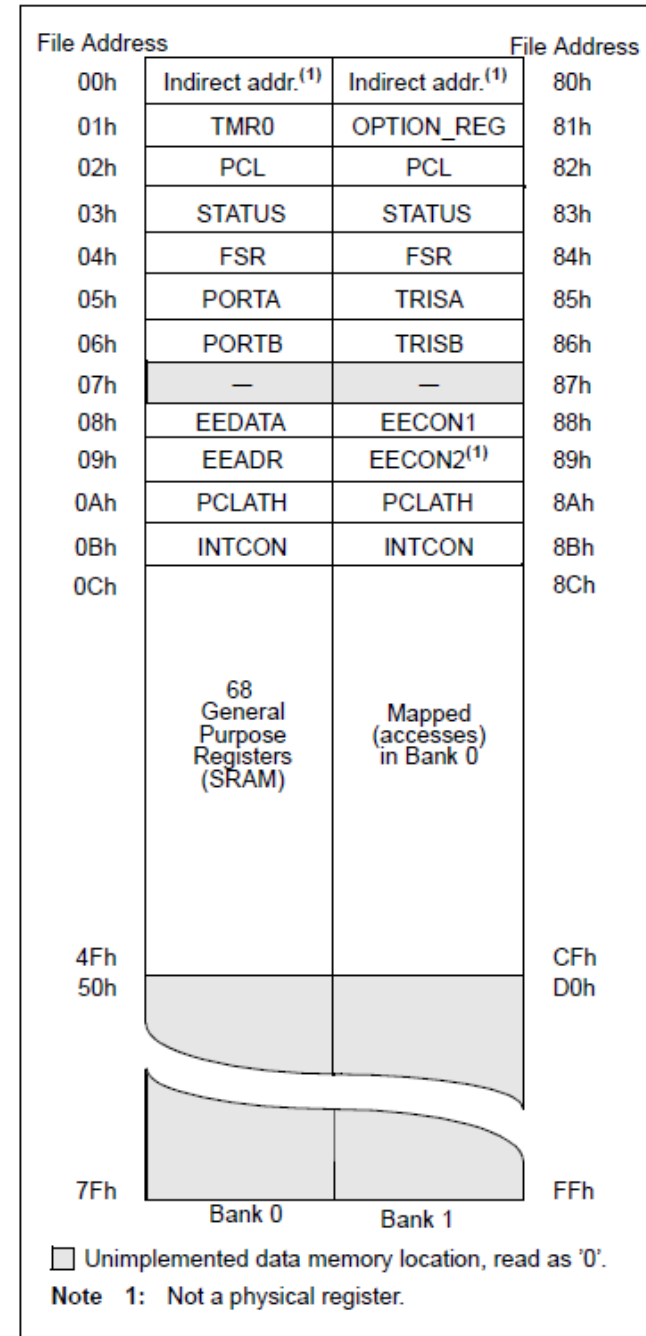 File Address File Address
00h Indirect addr.(1) Indirect addr.(1) 80h
01h TMR0 OPTION_REG 81h
02h PCL PCL 82h
03h STATUS STATUS 83h
04h FSR FSR 84h
05h PORTA TRISA 85h
06h PORTB TRISB 86h
07h — — 87h
08h EEDATA EECON1 88h
09h EEADR EECON2(1) 89h
0Ah PCLATH PCLATH 8Ah
0Bh INTCON INTCON 8Bh
0Ch 8Ch
68
General
Purpose
Registers
(SRAM)
Mapped
(accesses)
in Bank 0
4Fh CFh
50h D0h
7Fh FFh
Bank 0 Bank 1
Unimplemented data memory location, read as '0'.
Note 1: Not a physical register.